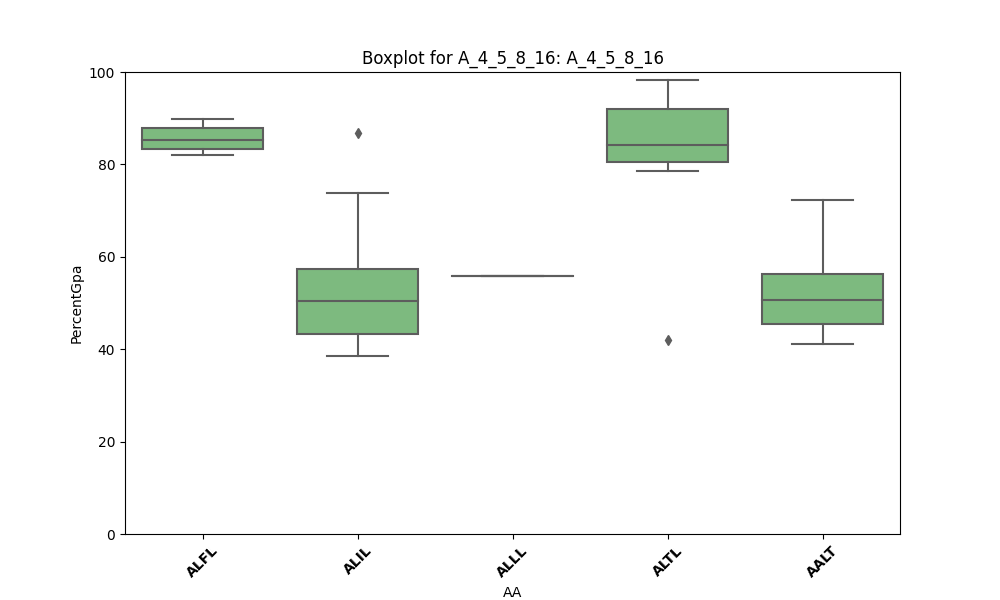 Boxplot for A_4_5_8_16: A_4_5_8_16
100
80
60
40
20
0
PercentGpa
ALFL
ALIL
ALLL
ALTL
AALT
AA